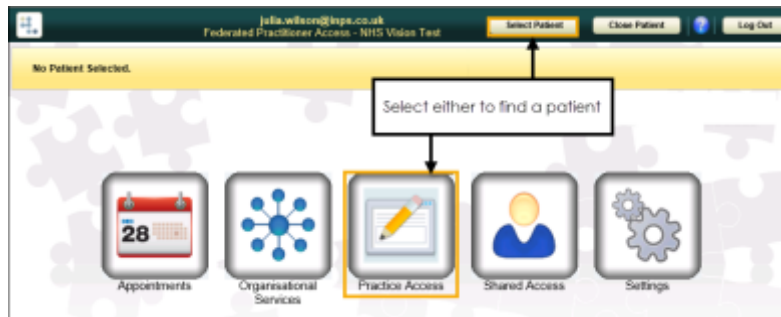 julia.wilson@inps.co.uk
Federated Practitioner Access - NHS Vision Test
Select Patient
Close Patient
?
Log Out
No Patient Selected.
Select either to find a patient
28
Appointments
Organisational
Services
Practice Access
Shared Access
Settings